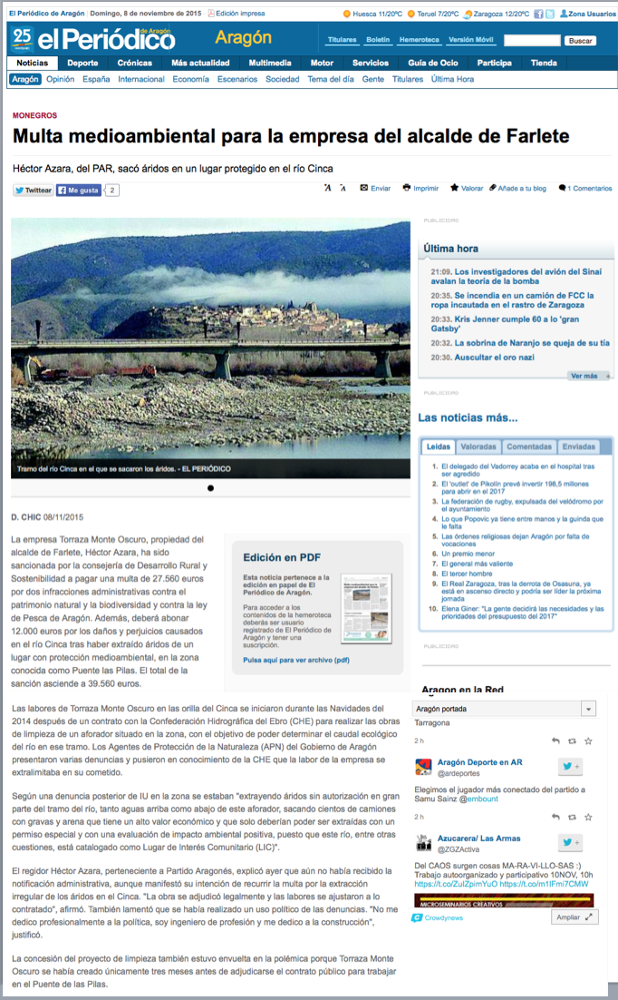 El Periódico de Aragón | Domingo, 8 de noviembre de 2015 | Edición impresa
Huesca 11/20ºC Teruel 7/20ºC Zaragoza 12/20ºC Zona Usuarios
25 el Periódico de Aragón
Aragón
Titulares Boletín Hemeroteca Versión Móvil Buscar
Noticias Deporte Crónicas Más actualidad Multimedia Motor Servicios Guía de Ocio Participa Tienda
Aragón Opinión España Internacional Economía Escenarios Sociedad Tema del día Gente Titulares Última Hora
MONEGROS
Multa medioambiental para la empresa del alcalde de Farlete
Héctor Azara, del PAR, sacó áridos en un lugar protegido en el río Cinca
Twittear Me gusta 2
A A Enviar Imprimir Valorar Añade a tu blog 1 Comentarios
Tramo del río Cinca en el que se sacaron los áridos. - EL PERIÓDICO
D. CHIC 08/11/2015
La empresa Torraza Monte Oscuro, propiedad del
alcalde de Farlete, Héctor Azara, ha sido
sancionada por la consejería de Desarrollo Rural y
Sostenibilidad a pagar una multa de 27.560 euros
por dos infracciones administrativas contra el
patrimonio natural y la biodiversidad y contra la ley
de Pesca de Aragón. Además, deberá abonar
12.000 euros por los daños y perjuicios causados
en el río Cinca tras haber extraído áridos de un
lugar con protección medioambiental, en la zona
conocida como Puente las Pilas. El total de la
sanción asciende a 39.560 euros.
Edición en PDF
Esta noticia pertenece a la
edición en papel de El
Periódico de Aragón.
Para acceder a los
contenidos de la hemeroteca
deberás ser usuario
registrado de El Periódico de
Aragón y tener una
suscripción.
Pulsa aquí para ver archivo (pdf)
Las labores de Torraza Monte Oscuro en las orilla del Cinca se iniciaron durante las Navidades del
2014 después de un contrato con la Confederación Hidrográfica del Ebro (CHE) para realizar las obras
de limpieza de un aforador situado en la zona, con el objetivo de poder determinar el caudal ecológico
del río en ese tramo. Los Agentes de Protección de la Naturaleza (APN) del Gobierno de Aragón
presentaron varias denuncias y pusieron en conocimiento de la CHE que la labor de la empresa se
extralimitaba en su cometido.
Según una denuncia posterior de IU en la zona se estaban "extrayendo áridos sin autorización en gran
parte del tramo del río, tanto aguas arriba como abajo de este aforador, sacando cientos de camiones
con gravas y arena que tiene un alto valor económico y que solo deberían poder ser extraídas con un
permiso especial y con una evaluación de impacto ambiental positiva, puesto que este río, entre otras
cuestiones, está catalogado como Lugar de Interés Comunitario (LIC)".
El regidor Héctor Azara, perteneciente a Partido Aragonés, explicó ayer que aún no había recibido la
notificación administrativa, aunque manifestó su intención de recurrir la multa por la extracción
irregular de los áridos en el Cinca. "La obra se adjudicó legalmente y las labores se ajustaron a lo
contratado", afirmó. También lamentó que se había realizado un uso político de las denuncias. "No me
dedico profesionalmente a la política, soy ingeniero de profesión y me dedico a la construcción",
justificó.
La concesión del proyecto de limpieza también estuvo envuelta en la polémica porque Torraza Monte
Oscuro se había creado únicamente tres meses antes de adjudicarse el contrato público para trabajar
en el Puente de las Pilas.
PUBLICIDAD
Última hora
21:09. Los investigadores del avión del Sinai
avalan la teoría de la bomba
20:35. Se incendia en un camión de FCC la
ropa incautada en el rastro de Zaragoza
20:33. Kris Jenner cumple 60 a lo 'gran
Gatsby'
20:32. La sobrina de Naranjo se queja de su tía
20:30. Auscultar el oro nazi
Ver más +
PUBLICIDAD
Las noticias más...
Leidas Valoradas Comentadas Enviadas
1. El delegado del Vadorrey acaba en el hospital tras
ser agredido
2. El 'outlet' de Pikolín prevé invertir 198,5 millones
para abrir en el 2017
3. La federación de rugby, expulsada del velódromo por
el ayuntamiento
4. Lo que Popovic ya tiene entre manos y la guinda que
le falta
5. Las órdenes religiosas dejan Aragón por falta de
vocaciones
6. Un premio menor
7. El general más valiente
8. El tercer hombre
9. El Real Zaragoza, tras la derrota de Osasuna, ya
está en ascenso directo y podría ser líder la próxima
jornada
10. Elena Giner: "La gente decidirá las necesidades y las
prioridades del presupuesto del 2017"
PUBLICIDAD
Aragon en la Red
Aragón portada
Tarragona
2 h
Aragón Deporte en AR
@ardeportes
Elegimos el jugador más conectado del partido a
Samu Sainz @embount
2 h
Azucarera/ Las Armas
@ZGZActiva
Del CAOS surgen cosas MA-RA-VI-LLO-SAS :)
Trabajo autoorganizado y participativo 10NOV, 10h
https://t.co/ZuIZpimYuO https://t.co/m1IFmi7CMW
MICROSEMINARIOS CREATIVOS
Crowdynews
Ampliar